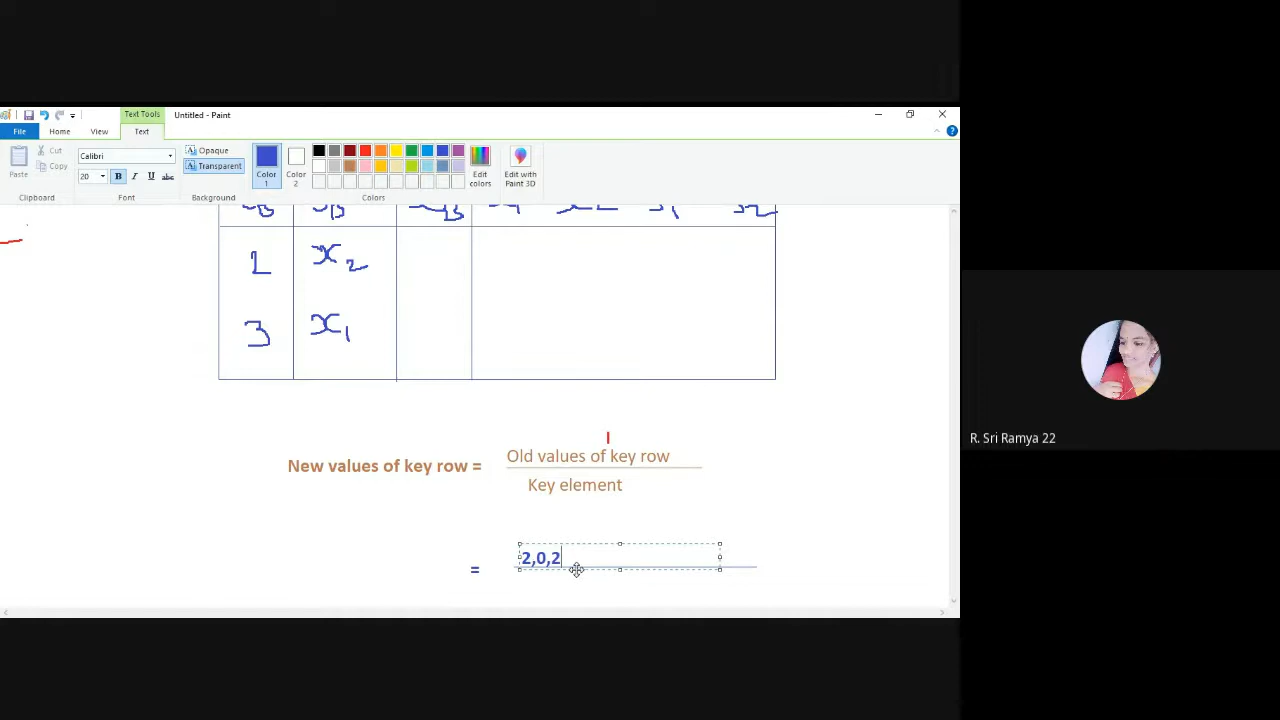 Text Tools Untitled - Paint
File Home View Text
Paste Cut Calibri Opaque
Copy 20 B I U abc Transparent Color 1 Color 2 Edit colors Edit with Paint 3D
Clipboard Font Background Colors
2 x₂
3 x₁
R. Sri Ramya 22
New values of key row = Old values of key row
Key element
= 2,0,2